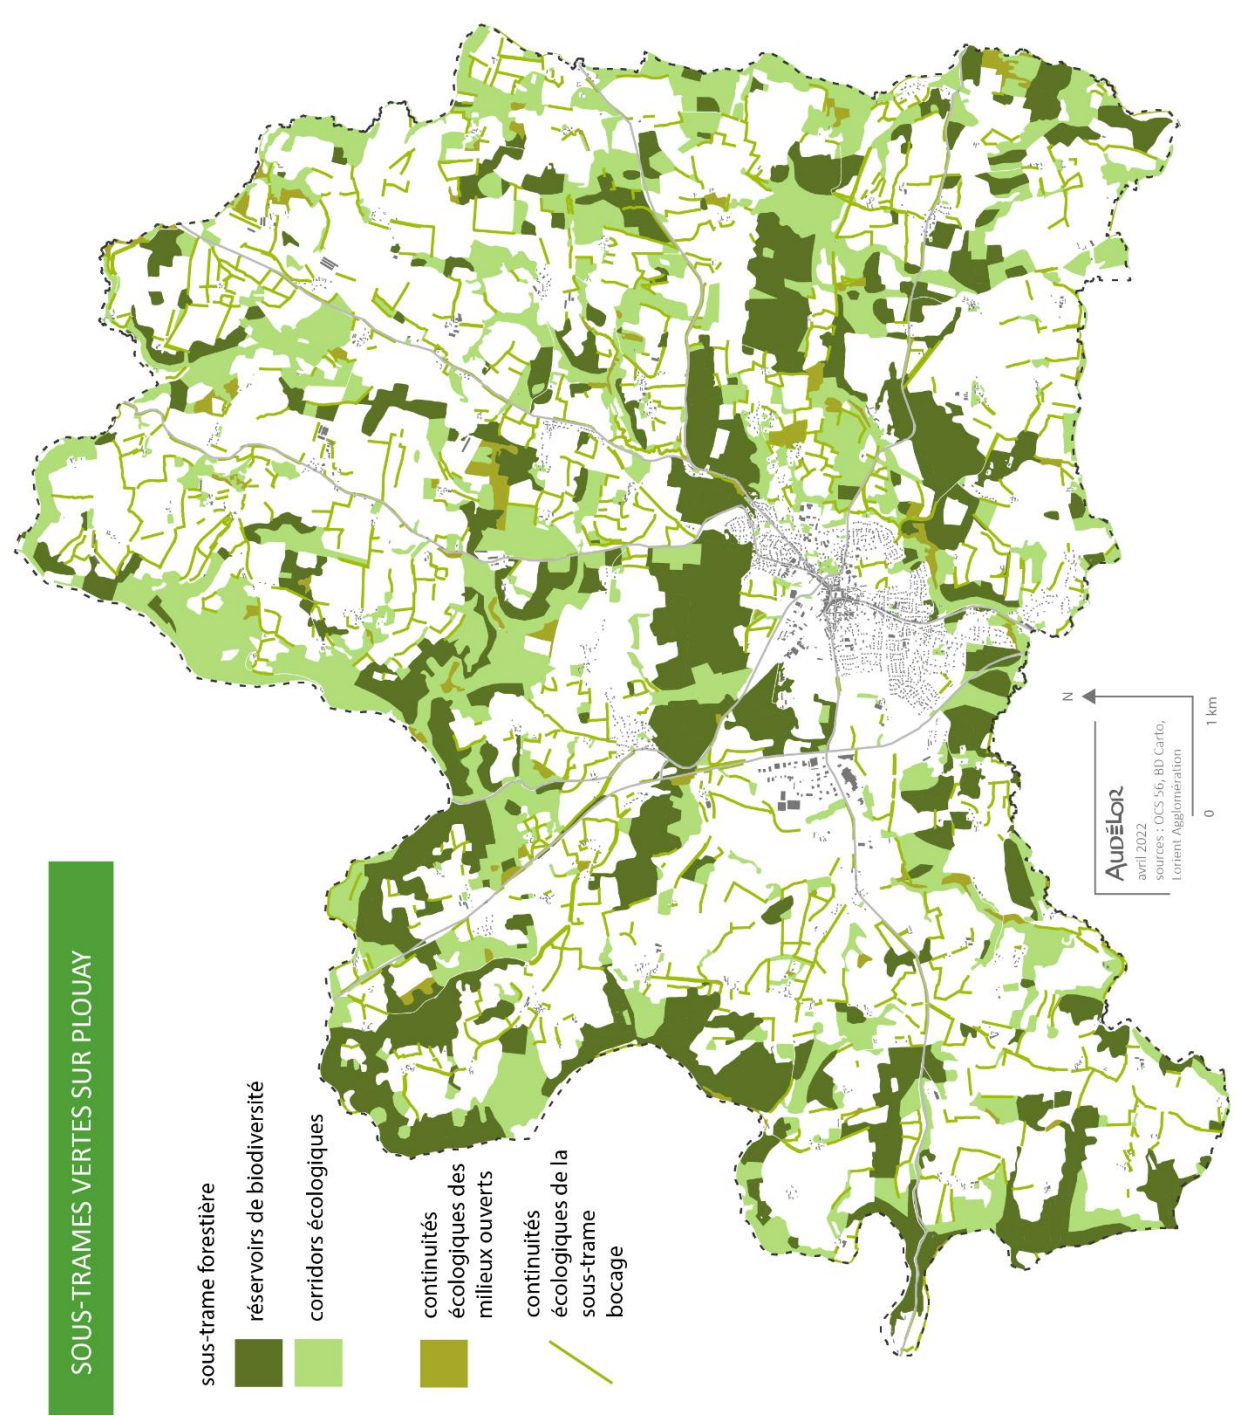 SOUS-TRAMES VERTES SUR PLOUAY
sous-trame forestière
réservoirs de biodiversité
corridors écologiques
continuités
écologiques des
milieux ouverts
continuités
écologiques de la
sous-trame
bocage
N
AUDÉLOR
avril 2022
sources : OCS 56, BD Carto,
Lorient Agglomération
0 1 km